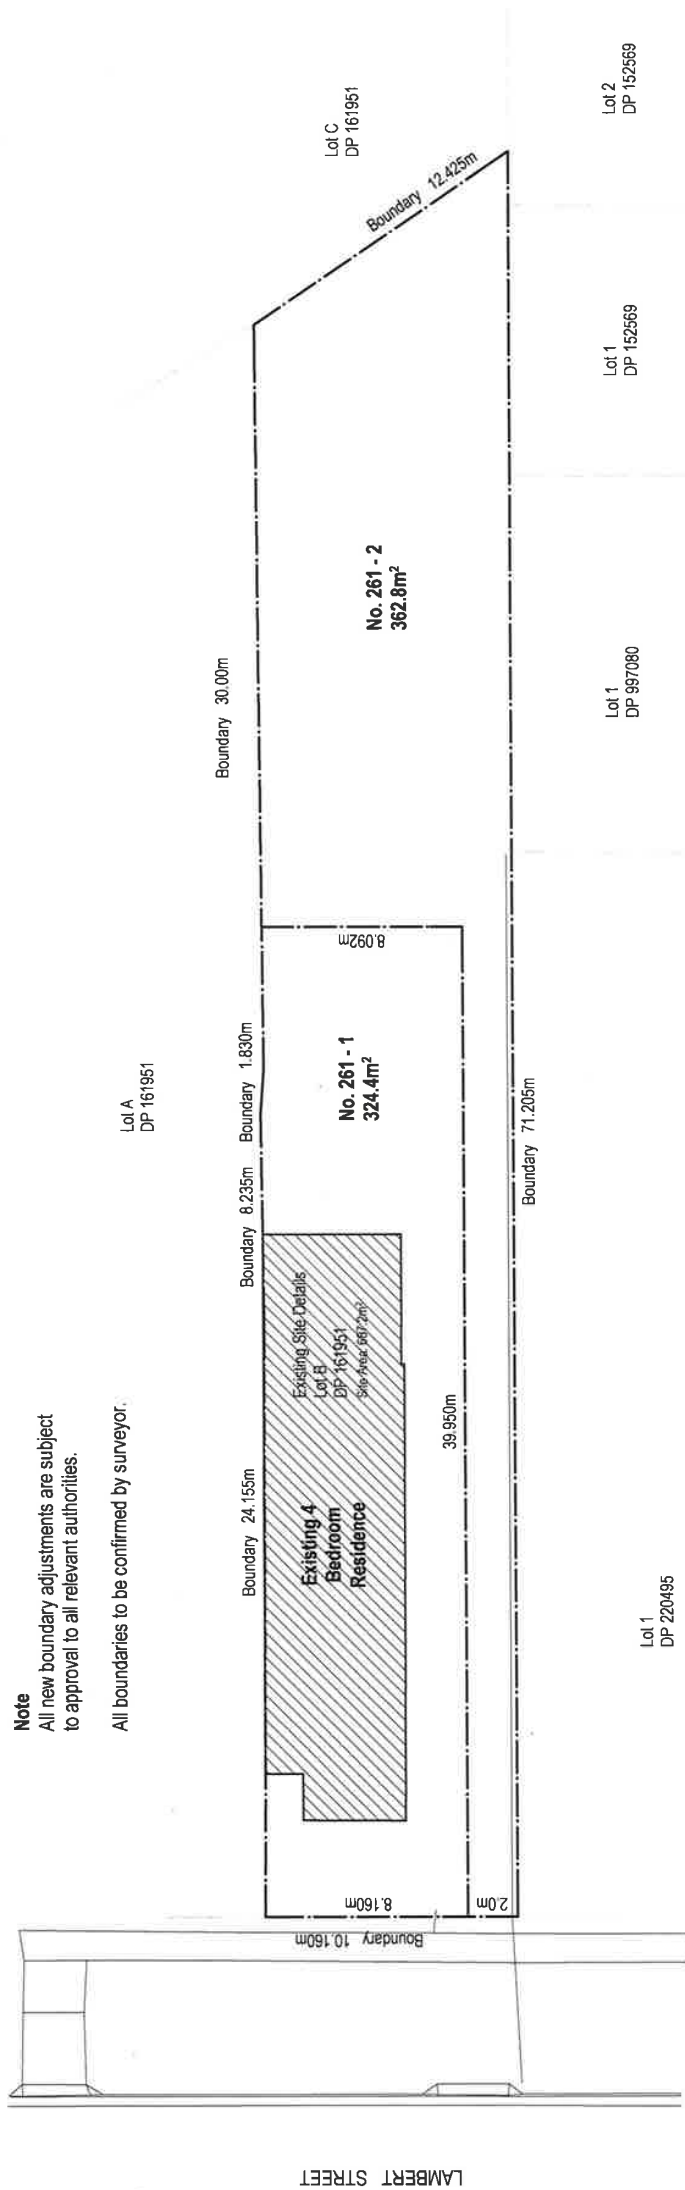 Note
All new boundary adjustments are subject
to approval to all relevant authorities.
All boundaries to be confirmed by surveyor.
Lot A
DP 161951
Lot C
DP 161951
Boundary 24.155m
Boundary 8.235m
Boundary 1.830m
Boundary 30.00m
Boundary 12.425m
Existing 4
Bedroom
Residence
Existing Site Details
Lot B
DP 161951
Site Area 687.2m²
No. 261 - 1
324.4m²
No. 261 - 2
362.8m²
8.092m
39.950m
8.160m
2.0m
Boundary 10.160m
Boundary 71.205m
LAMBERT STREET
Lot 1
DP 220495
Lot 1
DP 997080
Lot 1
DP 152569
Lot 2
DP 152569